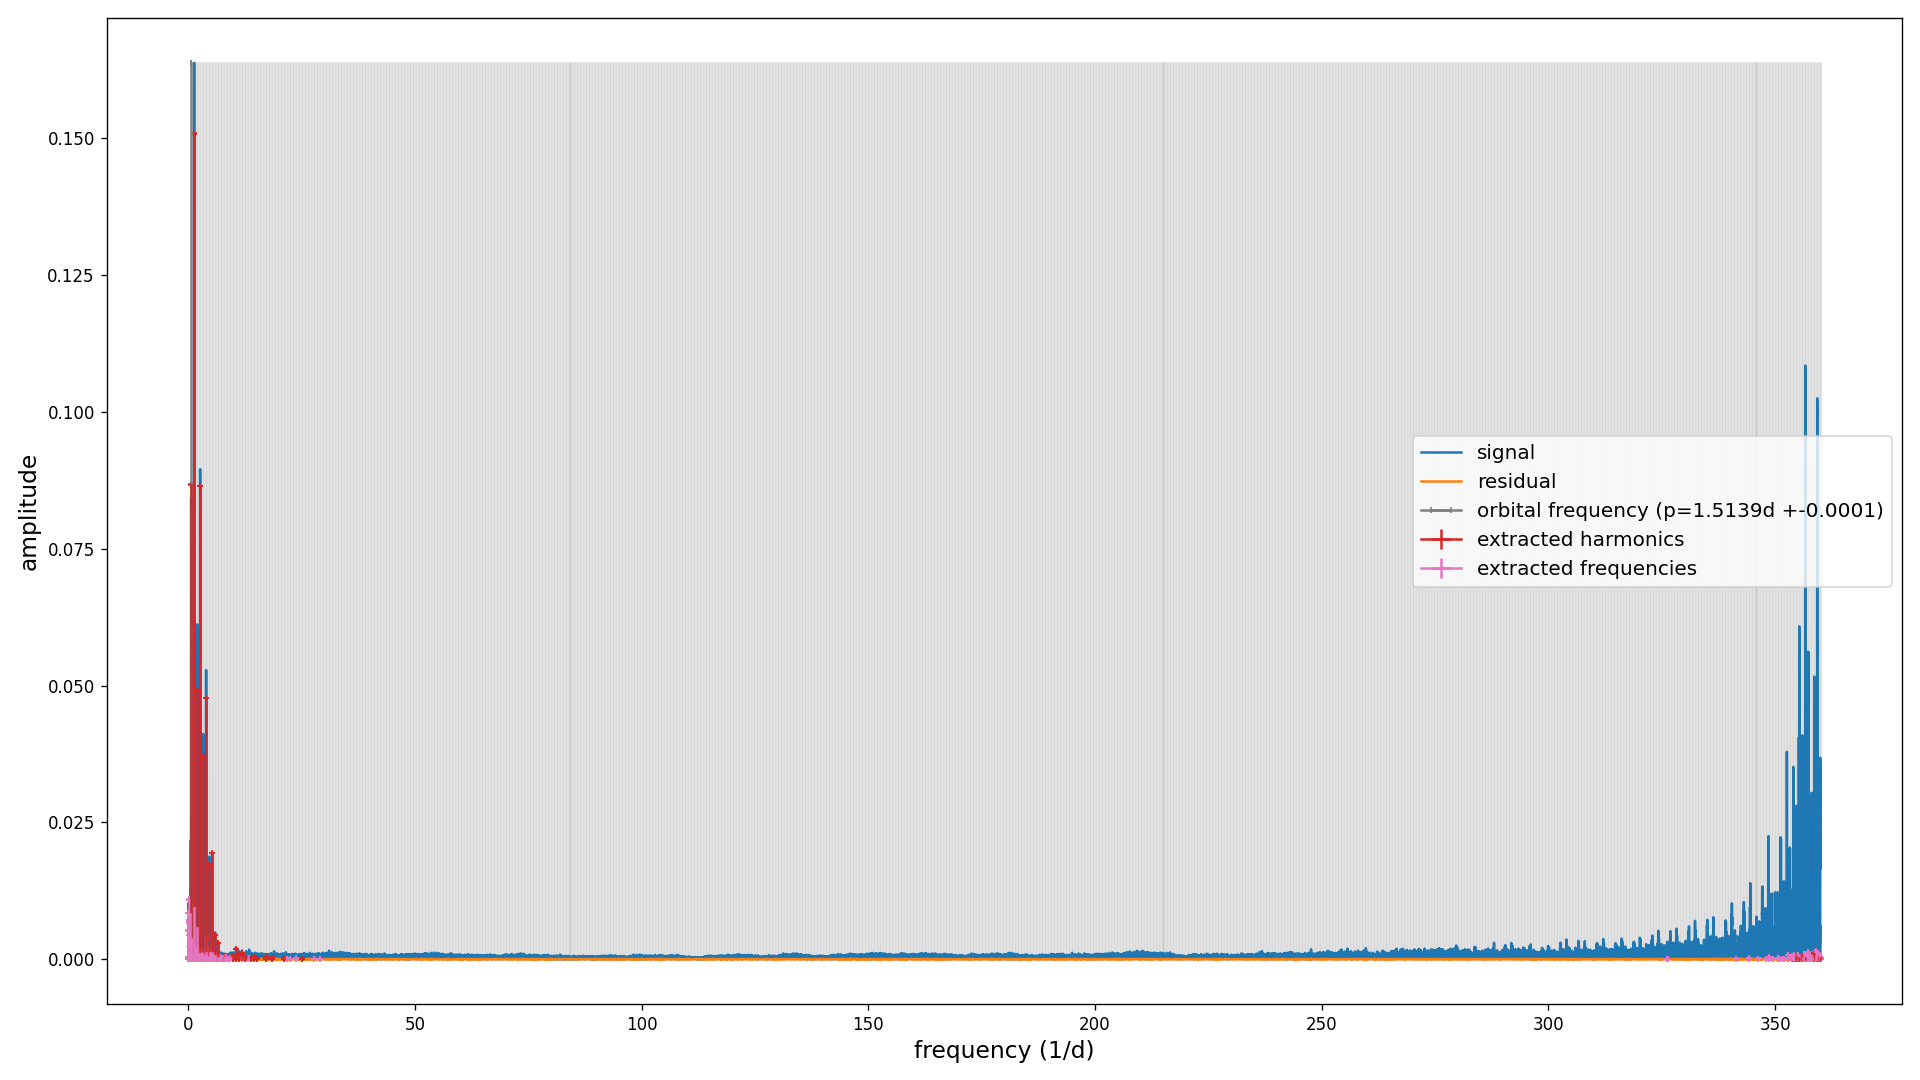 0.150
0.125
0.100
0.075
0.050
0.025
0.000
amplitude
signal
residual
orbital frequency (p=1.5139d +-0.0001)
extracted harmonics
extracted frequencies
0 50 100 150 200 250 300 350
frequency (1/d)